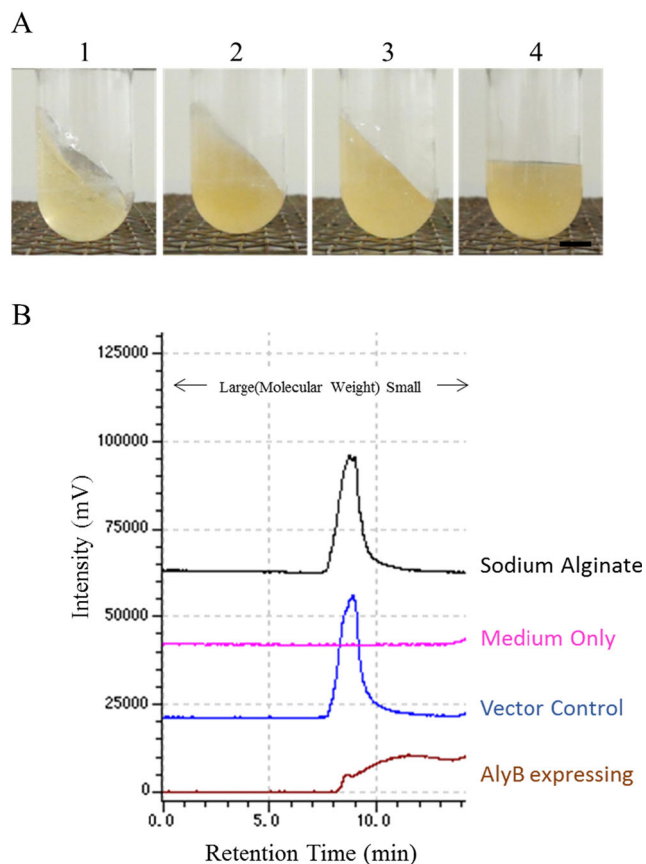 A
1 2 3 4
B
125000
Large(Molecular Weight) Small
100000
75000
Sodium Alginate
50000
Medium Only
25000
Vector Control
0
AlyB expressing
0.0 5.0 10.0
Intensity (mV)
Retention Time (min)